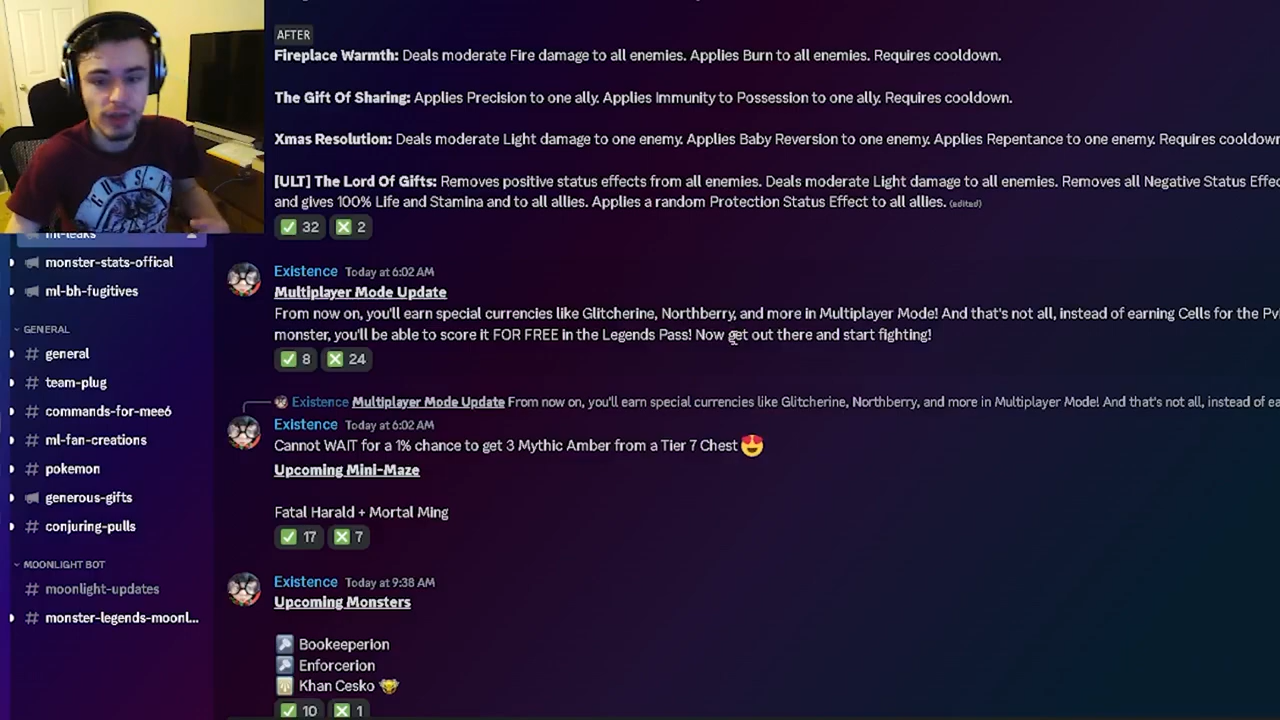 AFTER
Fireplace Warmth: Deals moderate Fire damage to all enemies. Applies Burn to all enemies. Requires cooldown.
The Gift Of Sharing: Applies Precision to one ally. Applies Immunity to Possession to one ally. Requires cooldown.
Xmas Resolution: Deals moderate Light damage to one enemy. Applies Baby Reversion to one enemy. Applies Repentance to one enemy. Requires cooldown
[ULT] The Lord Of Gifts: Removes positive status effects from all enemies. Deals moderate Light damage to all enemies. Removes all Negative Status Effec
and gives 100% Life and Stamina and to all allies. Applies a random Protection Status Effect to all allies. (edited)
32 2
ml-leaks
monster-stats-offical
ml-bh-fugitives
GENERAL
general
team-plug
commands-for-mee6
ml-fan-creations
pokemon
generous-gifts
conjuring-pulls
MOONLIGHT BOT
moonlight-updates
monster-legends-moonl...
Existence Today at 6:02 AM
Multiplayer Mode Update
From now on, you'll earn special currencies like Glitcherine, Northberry, and more in Multiplayer Mode! And that's not all, instead of earning Cells for the Pv
monster, you'll be able to score it FOR FREE in the Legends Pass! Now get out there and start fighting!
8 24
Existence Multiplayer Mode Update From now on, you'll earn special currencies like Glitcherine, Northberry, and more in Multiplayer Mode! And that's not all, instead of ea
Existence Today at 6:02 AM
Cannot WAIT for a 1% chance to get 3 Mythic Amber from a Tier 7 Chest
Upcoming Mini-Maze
Fatal Harald + Mortal Ming
17 7
Existence Today at 9:38 AM
Upcoming Monsters
Bookeeperion
Enforcerion
Khan Cesko
10 1